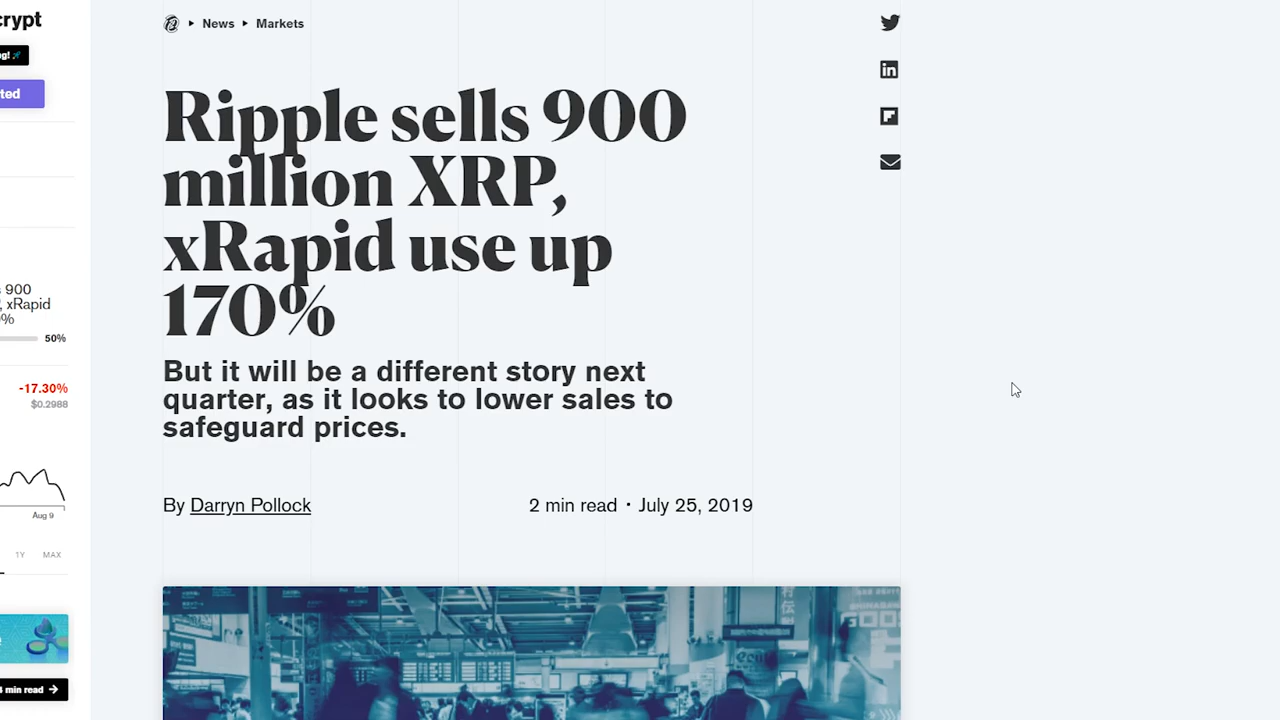 crypt
ng!
ted
900
, xRapid
%
50%
-17.30%
$0.2988
Aug 9
1Y MAX
min read →
News ▸ Markets
Ripple sells 900
million XRP,
xRapid use up
170%
But it will be a different story next
quarter, as it looks to lower sales to
safeguard prices.
By Darryn Pollock
2 min read • July 25, 2019